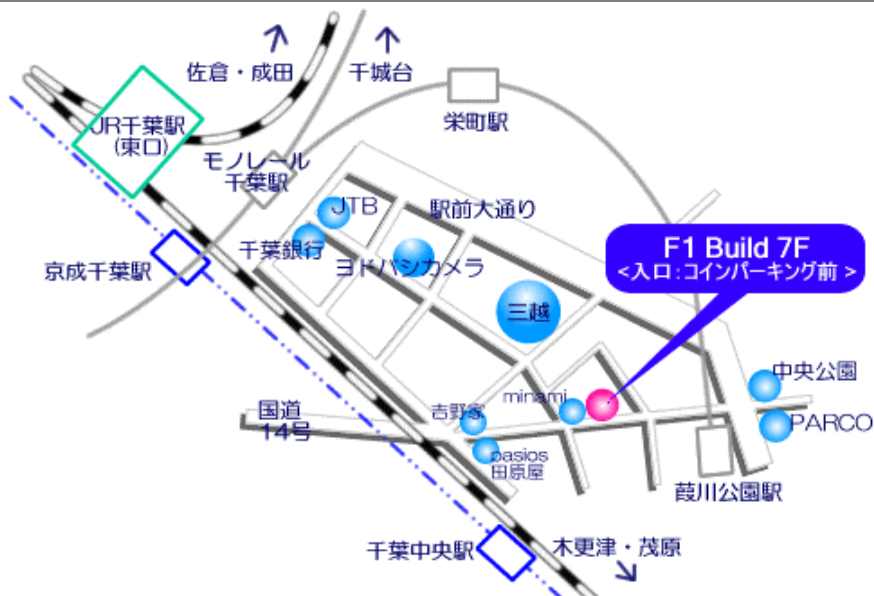 佐倉・成田
千城台
栄町駅
JR千葉駅
(東口)
モノレール
千葉駅
JTB
駅前大通り
千葉銀行
ヨドバシカメラ
京成千葉駅
F1 Build 7F
<入口:コインパーキング前 >
三越
中央公園
minami
吉野家
国道
14号
PARCO
pasios
田原屋
葭川公園駅
千葉中央駅
木更津・茂原